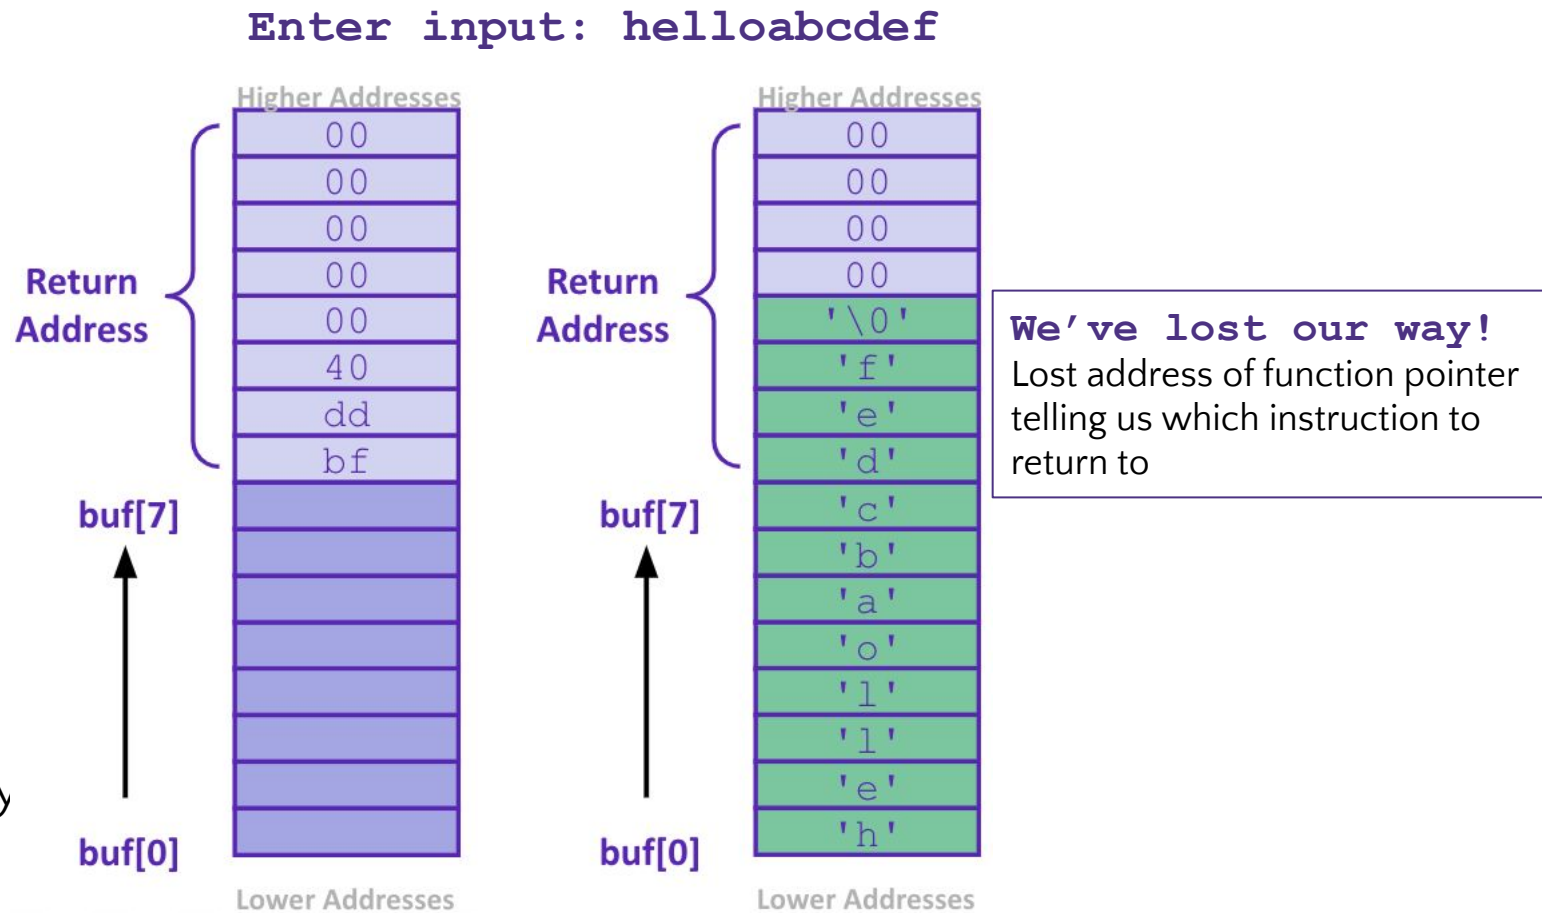 Enter input: helloabcdef
Higher Addresses
00
00
00
00
00
40
dd
bf
Return
Address
buf[7]
buf[0]
Lower Addresses
Higher Addresses
00
00
00
00
'\0'
'f'
'e'
'd'
'c'
'b'
'a'
'o'
'l'
'l'
'e'
'h'
Return
Address
buf[7]
buf[0]
Lower Addresses
We’ve lost our way!
Lost address of function pointer
telling us which instruction to
return to
y